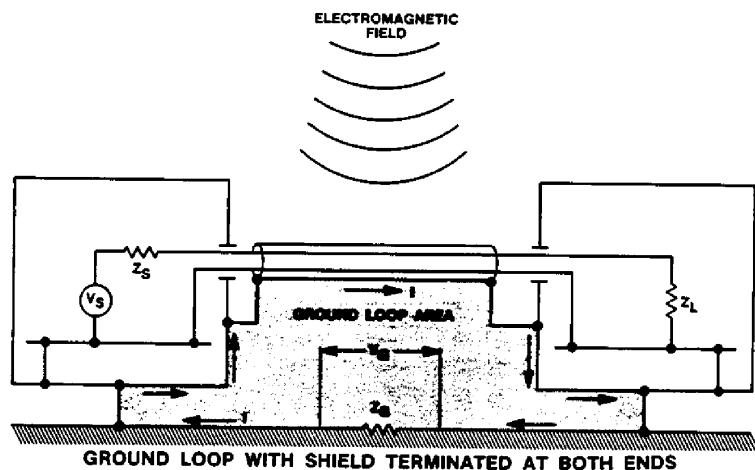 ELECTROMAGNETIC
FIELD
Z_S
V_S
I
GROUND LOOP AREA
Z_L
V_G
I
Z_G
GROUND LOOP WITH SHIELD TERMINATED AT BOTH ENDS